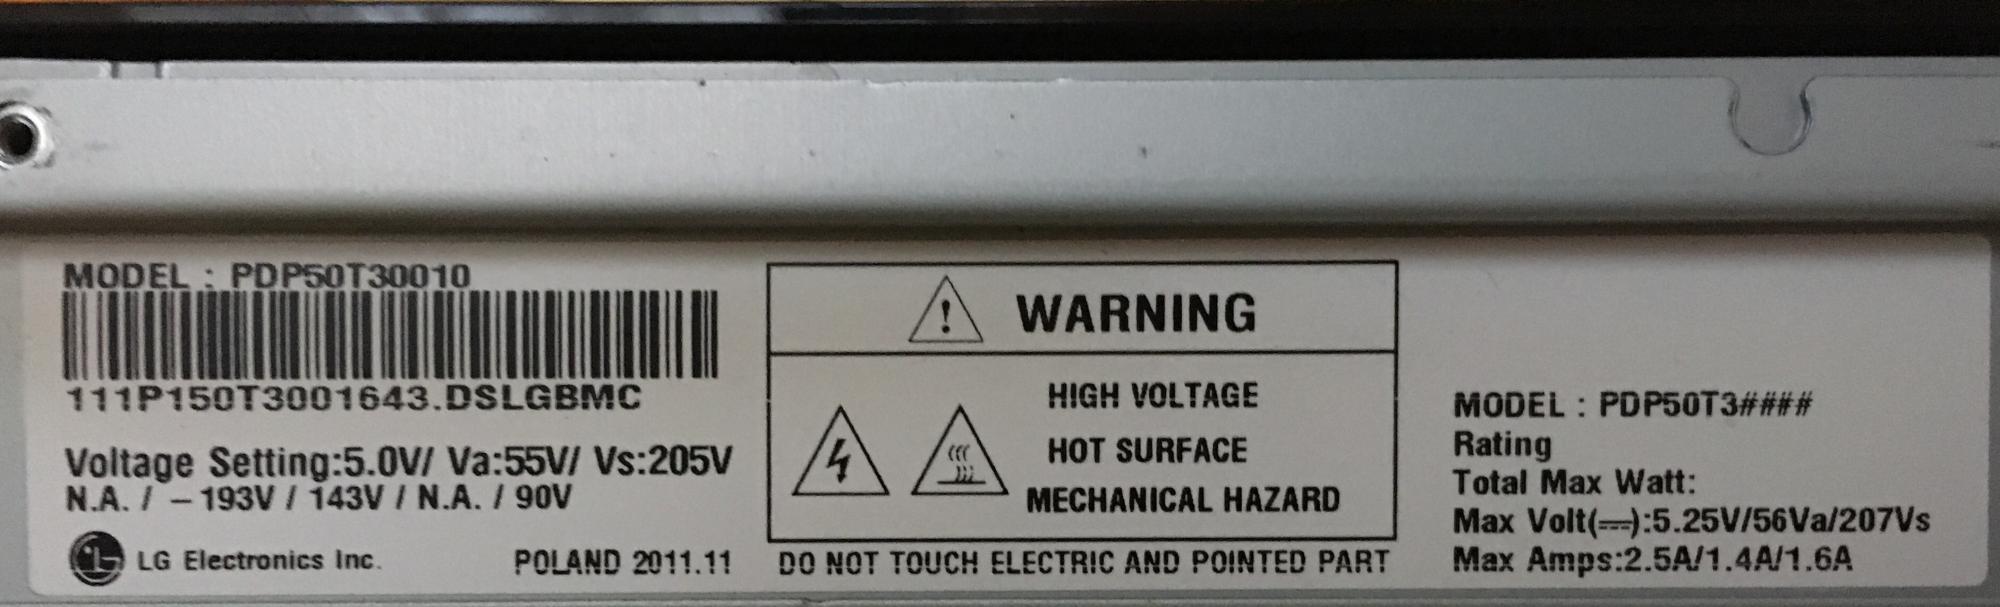 MODEL : PDP50T30010
111P150T3001643.DSLGBMC
Voltage Setting:5.0V/ Va:55V/ Vs:205V
N.A. / – 193V / 143V / N.A. / 90V
LG Electronics Inc. POLAND 2011.11
! WARNING
HIGH VOLTAGE
HOT SURFACE
MECHANICAL HAZARD
DO NOT TOUCH ELECTRIC AND POINTED PART
MODEL : PDP50T3####
Rating
Total Max Watt:
Max Volt(⎓):5.25V/56Va/207Vs
Max Amps:2.5A/1.4A/1.6A